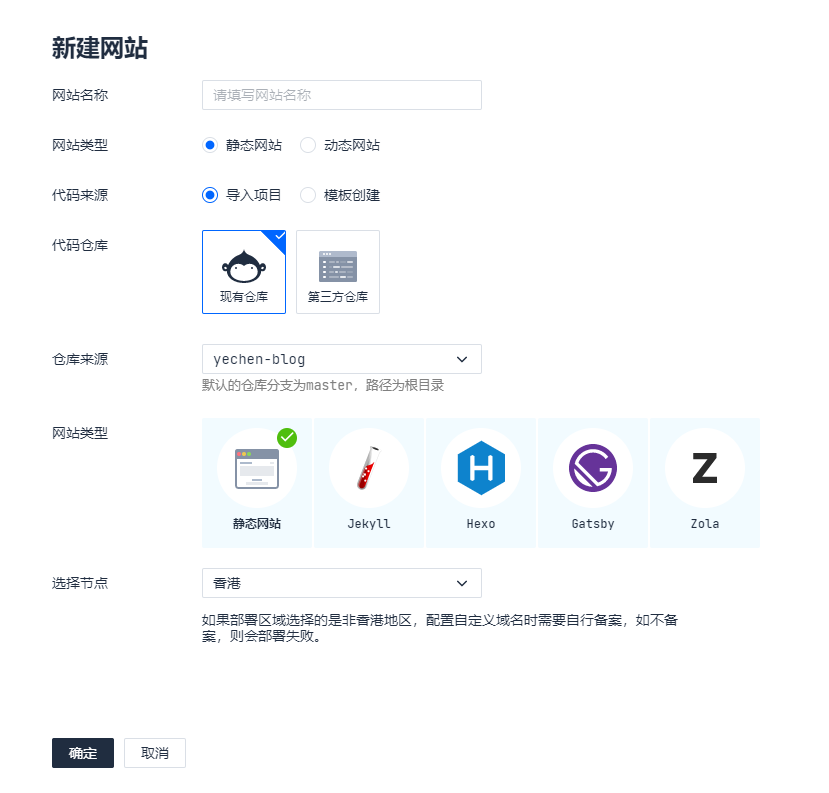 新建网站
网站名称
请填写网站名称
网站类型
静态网站
动态网站
代码来源
导入项目
模板创建
代码仓库
现有仓库
第三方仓库
仓库来源
yechen-blog
默认的仓库分支为master，路径为根目录
网站类型
静态网站
Jekyll
Hexo
Gatsby
Zola
选择节点
香港
如果部署区域选择的是非香港地区，配置自定义域名时需要自行备案，如不备
案，则会部署失败。
确定
取消